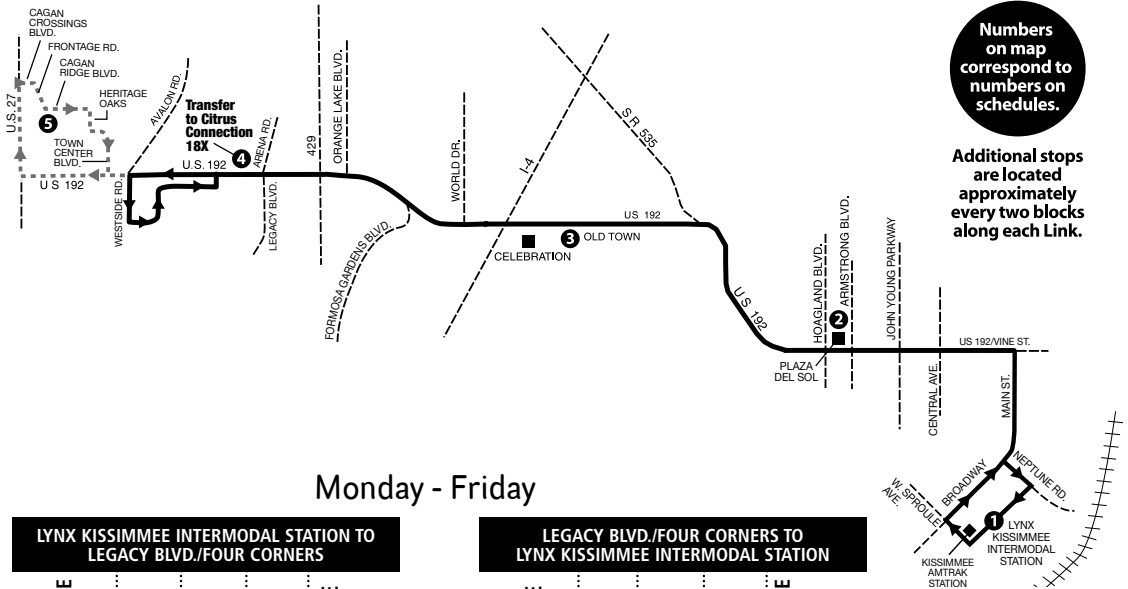 CAGAN
CROSSINGS
BLVD.
FRONTAGE RD.
CAGAN
RIDGE BLVD.
HERITAGE
OAKS
U.S. 27
5
TOWN
CENTER
BLVD.
U S 192
AVALON RD.
Transfer
to Citrus
Connection
18X
4
U.S. 192
WESTSIDE RD.
ARENA RD.
LEGACY BLVD.
429
ORANGE LAKE BLVD.
FORMOSA GARDENS BLVD.
WORLD DR.
I-4
S R 535
US 192
CELEBRATION
3
OLD TOWN
U S 192
HOAGLAND BLVD.
2
ARMSTRONG BLVD.
PLAZA
DEL SOL
JOHN YOUNG PARKWAY
CENTRAL AVE.
US 192/VINE ST.
MAIN ST.
BROADWAY
NEPTUNE RD.
W. SPROULE
AVE.
1
LYNX
KISSIMMEE
INTERMODAL
STATION
KISSIMMEE
AMTRAK
STATION
Numbers
on map
correspond to
numbers on
schedules.
Additional stops
are located
approximately
every two blocks
along each Link.
Monday - Friday
LYNX KISSIMMEE INTERMODAL STATION TO
LEGACY BLVD./FOUR CORNERS
LEGACY BLVD./FOUR CORNERS TO
LYNX KISSIMMEE INTERMODAL STATION